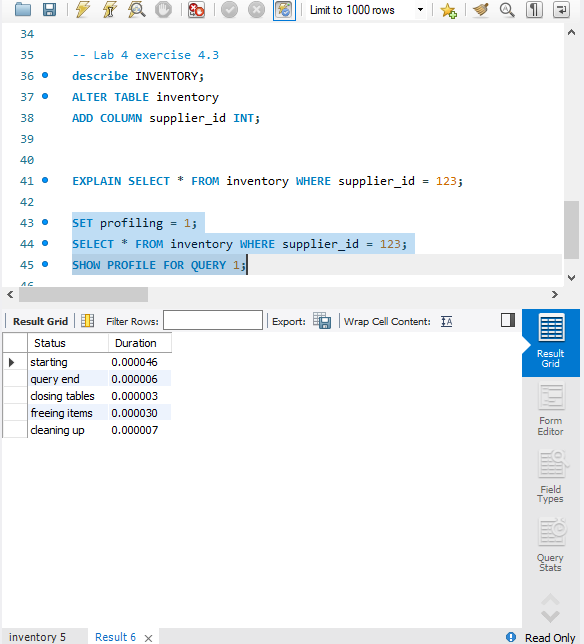 Limit to 1000 rows
34
35 -- Lab 4 exercise 4.3
36 describe INVENTORY;
37 ALTER TABLE inventory
38 ADD COLUMN supplier_id INT;
39
40
41 EXPLAIN SELECT * FROM inventory WHERE supplier_id = 123;
42
43 SET profiling = 1;
44 SELECT * FROM inventory WHERE supplier_id = 123;
45 SHOW PROFILE FOR QUERY 1;
46
Result Grid Filter Rows: Export: Wrap Cell Content:
Status Duration
starting 0.000046
query end 0.000006
closing tables 0.000003
freeing items 0.000030
cleaning up 0.000007
Result
Grid
Form
Editor
Field
Types
Query
Stats
inventory 5 Result 6 Read Only